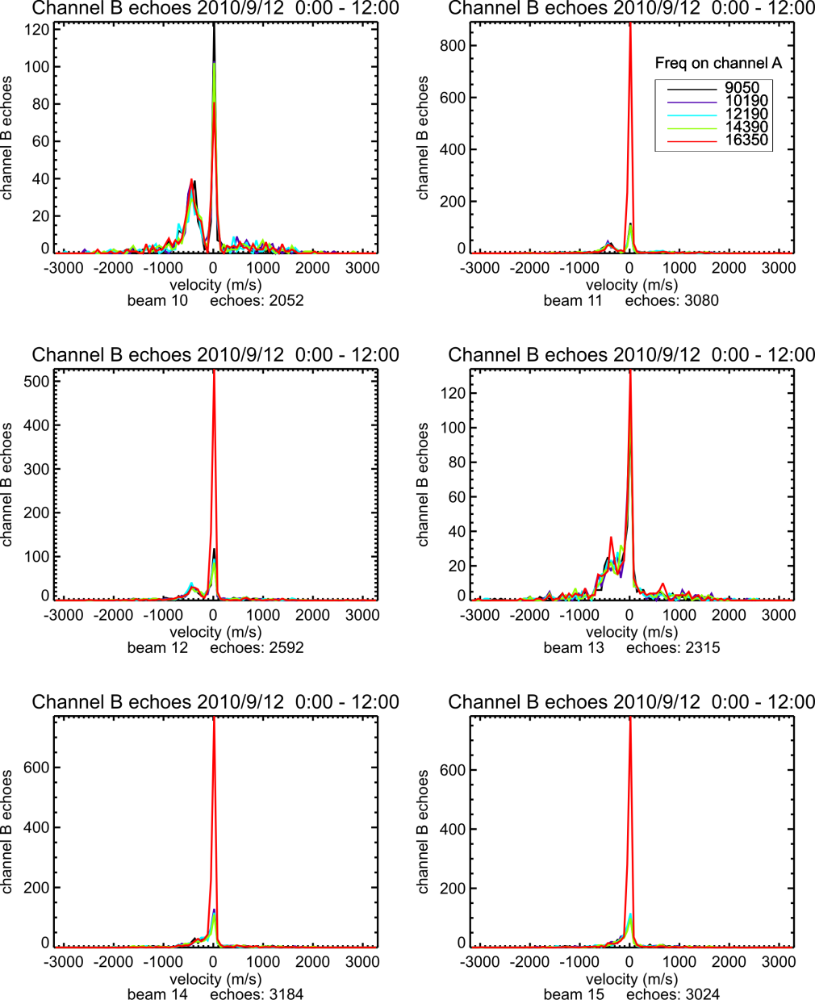 Channel B echoes 2010/9/12 0:00 - 12:00
channel B echoes
120
100
80
60
40
20
0
-3000 -2000 -1000 0 1000 2000 3000
velocity (m/s)
beam 10 echoes: 2052
Channel B echoes 2010/9/12 0:00 - 12:00
channel B echoes
800
600
400
200
0
Freq on channel A
9050
10190
12190
14390
16350
-3000 -2000 -1000 0 1000 2000 3000
velocity (m/s)
beam 11 echoes: 3080
Channel B echoes 2010/9/12 0:00 - 12:00
channel B echoes
500
400
300
200
100
0
-3000 -2000 -1000 0 1000 2000 3000
velocity (m/s)
beam 12 echoes: 2592
Channel B echoes 2010/9/12 0:00 - 12:00
channel B echoes
120
100
80
60
40
20
0
-3000 -2000 -1000 0 1000 2000 3000
velocity (m/s)
beam 13 echoes: 2315
Channel B echoes 2010/9/12 0:00 - 12:00
channel B echoes
600
400
200
0
-3000 -2000 -1000 0 1000 2000 3000
velocity (m/s)
beam 14 echoes: 3184
Channel B echoes 2010/9/12 0:00 - 12:00
channel B echoes
600
400
200
0
-3000 -2000 -1000 0 1000 2000 3000
velocity (m/s)
beam 15 echoes: 3024